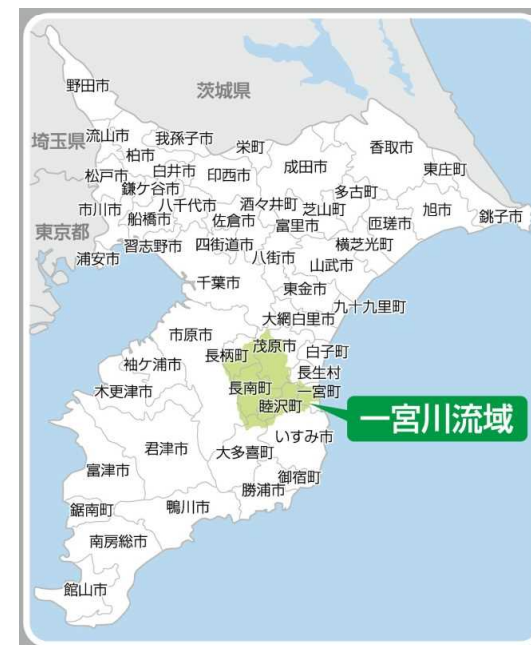 野田市
茨城県
埼玉県
流山市
我孫子市
栄町
香取市
柏市
成田市
東庄町
松戸市
白井市
印西市
鎌ケ谷市
多古町
市川市
八千代市
酒々井町
芝山町
旭市
銚子市
船橋市
佐倉市
富里市
匝瑳市
東京都
習志野市
四街道市
横芝光町
浦安市
八街市
山武市
千葉市
東金市
九十九里町
大網白里市
市原市
茂原市
白子町
長柄町
袖ケ浦市
長生村
長南町
一宮町
木更津市
睦沢町
一宮川流域
いすみ市
君津市
大多喜町
富津市
御宿町
勝浦市
鋸南町
鴨川市
南房総市
館山市